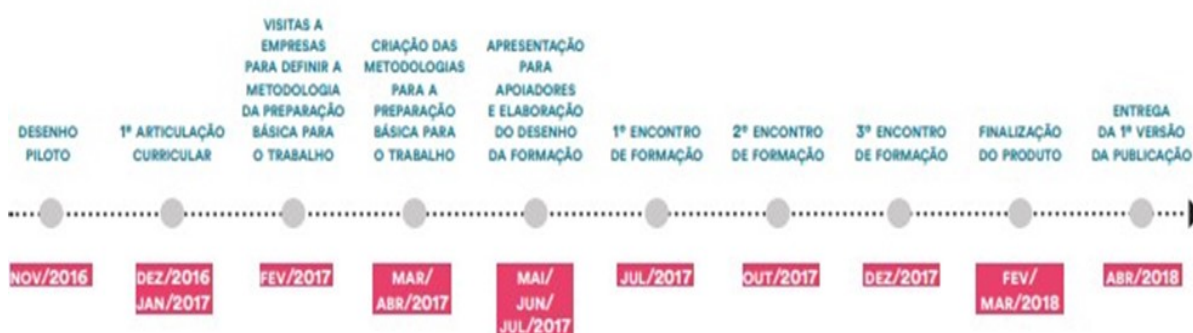 DESENHO
PILOTO
1ª ARTICULAÇÃO
CURRICULAR
VISITAS A
EMPRESAS
PARA DEFINIR A
METODOLOGIA
DA PREPARAÇÃO
BÁSICA PARA
O TRABALHO
CRIAÇÃO DAS
METODOLOGIAS
PARA A
PREPARAÇÃO
BÁSICA PARA
O TRABALHO
APRESENTAÇÃO
PARA
APOIADORES
E ELABORAÇÃO
DO DESENHO
DA FORMAÇÃO
1º ENCONTRO
DE FORMAÇÃO
2º ENCONTRO
DE FORMAÇÃO
3º ENCONTRO
DE FORMAÇÃO
FINALIZAÇÃO
DO PRODUTO
ENTREGA
DA 1ª VERSÃO
DA PUBLICAÇÃO
NOV/2016
DEZ/2016
JAN/2017
FEV/2017
MAR/
ABR/2017
MAI/
JUN/
JUL/2017
JUL/2017
OUT/2017
DEZ/2017
FEV/
MAR/2018
ABR/2018